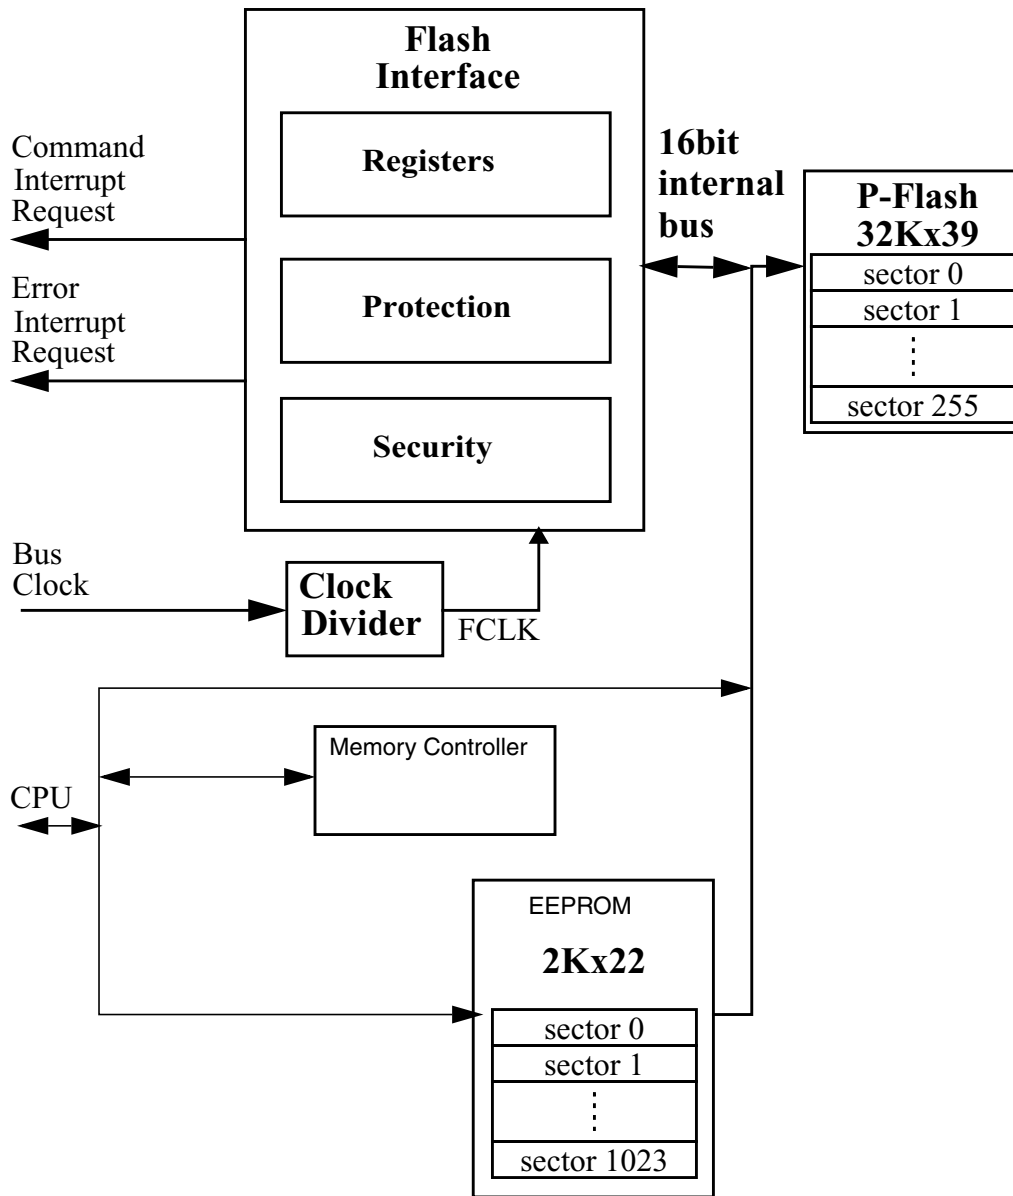 Flash
Interface
Registers
Protection
Security
Command
Interrupt
Request
Error
Interrupt
Request
16bit
internal
bus
P-Flash
32Kx39
sector 0
sector 1
sector 255
Bus
Clock
Clock
Divider
FCLK
Memory Controller
CPU
EEPROM
2Kx22
sector 0
sector 1
sector 1023